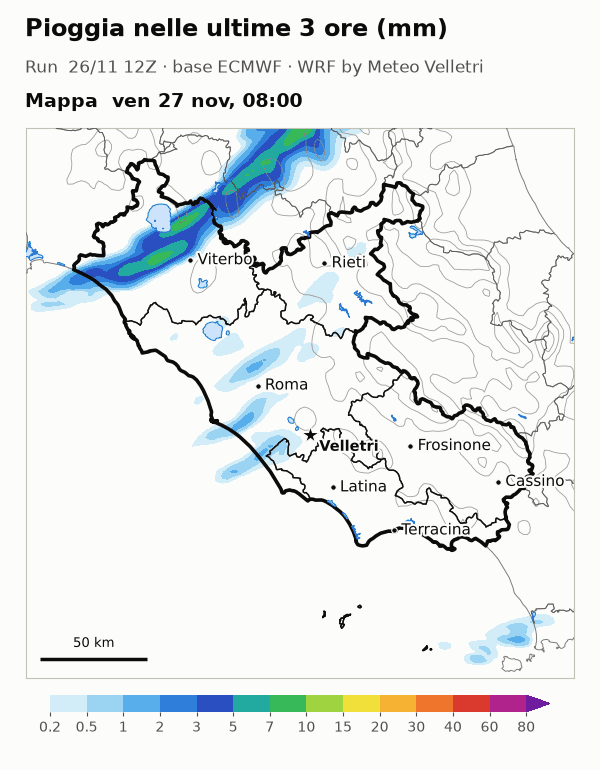 Pioggia nelle ultime 3 ore (mm)
Run 26/11 12Z · base ECMWF · WRF by Meteo Velletri
Mappa ven 27 nov, 08:00
Viterbo
Rieti
Roma
Velletri
Frosinone
Cassino
Latina
Terracina
50 km
0.2 0.5 1 2 3 5 7 10 15 20 30 40 60 80